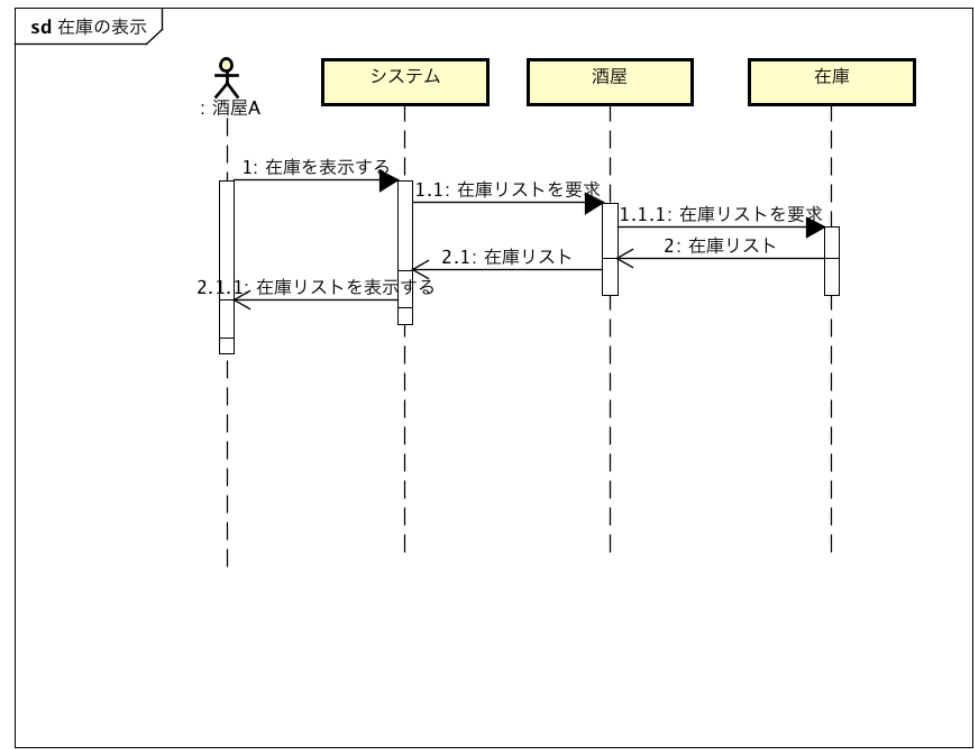 sd 在庫の表示
: 酒屋A
システム
酒屋
在庫
1: 在庫を表示する
1.1: 在庫リストを要求
1.1.1: 在庫リストを要求
2: 在庫リスト
2.1: 在庫リスト
2.1.1: 在庫リストを表示する